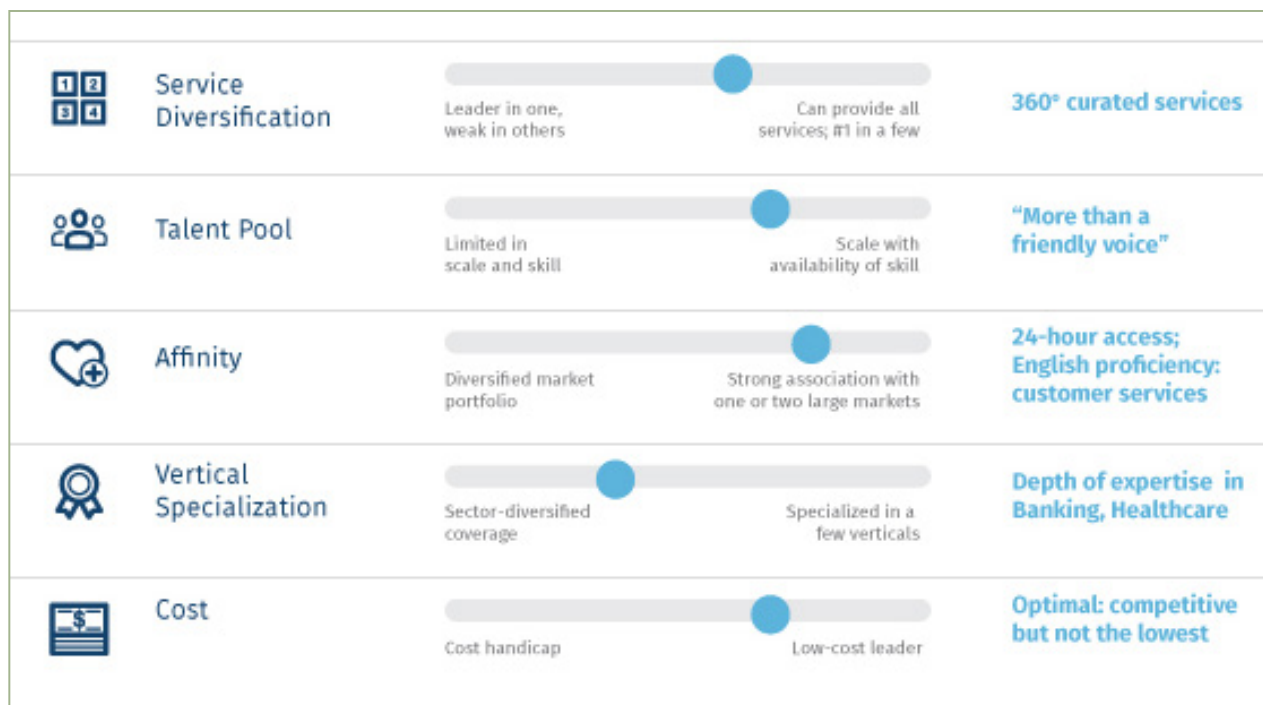 1 2
3 4
Service
Diversification
Leader in one,
weak in others
Can provide all
services; #1 in a few
360° curated services
Talent Pool
Limited in
scale and skill
Scale with
availability of skill
“More than a
friendly voice”
Affinity
Diversified market
portfolio
Strong association with
one or two large markets
24-hour access;
English proficiency:
customer services
Vertical
Specialization
Sector-diversified
coverage
Specialized in a
few verticals
Depth of expertise in
Banking, Healthcare
$
Cost
Cost handicap
Low-cost leader
Optimal: competitive
but not the lowest